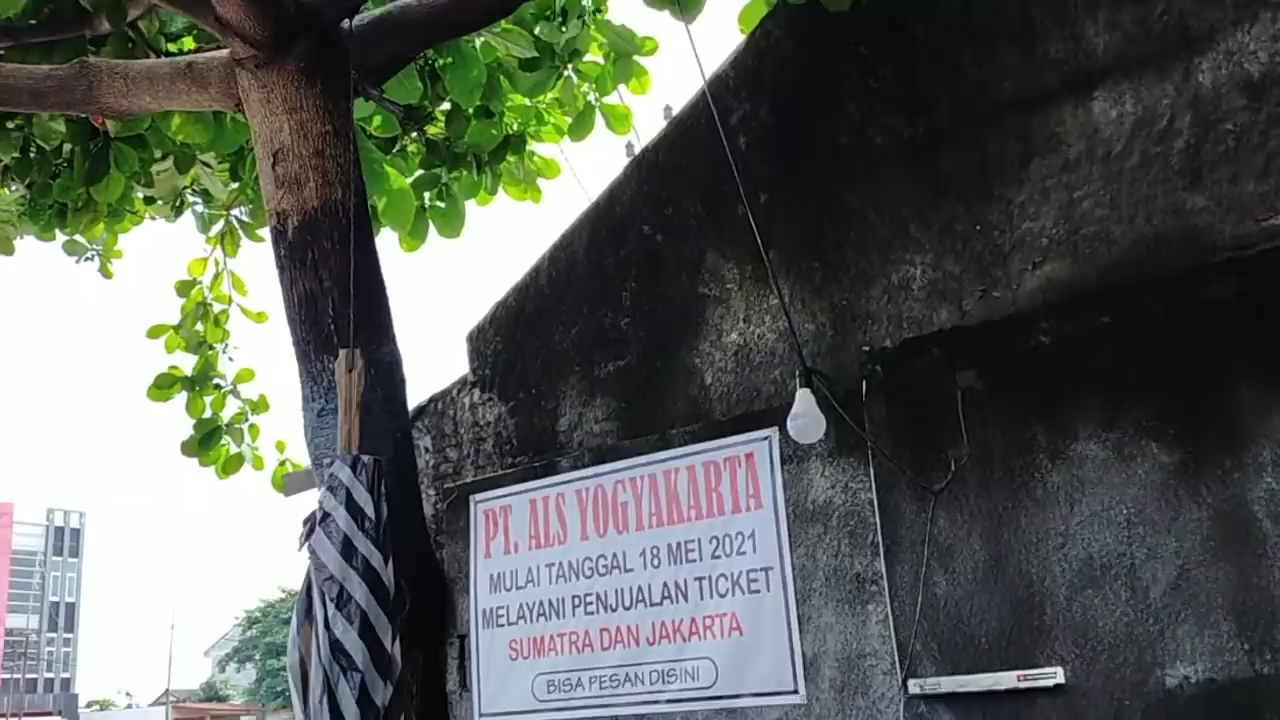 PT. ALS YOGYAKARTA
MULAI TANGGAL 18 MEI 2021
MELAYANI PENJUALAN TICKET
SUMATRA DAN JAKARTA
BISA PESAN DISINI